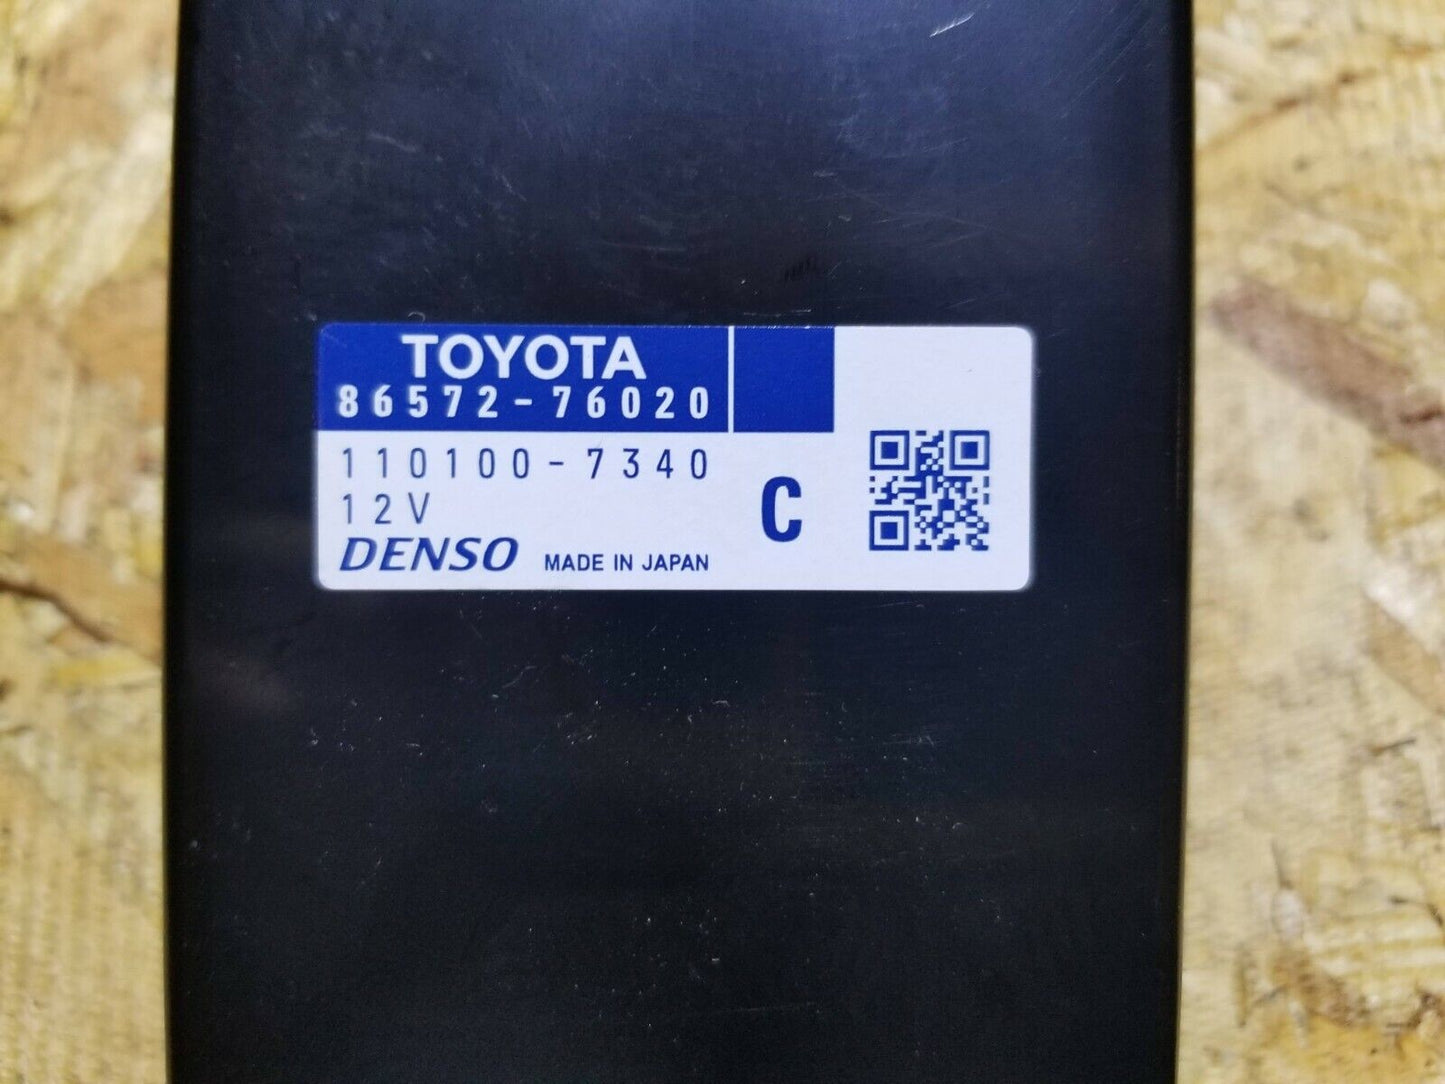 TOYOTA
86572-76020
110100-7340
12V
C
DENSO MADE IN JAPAN